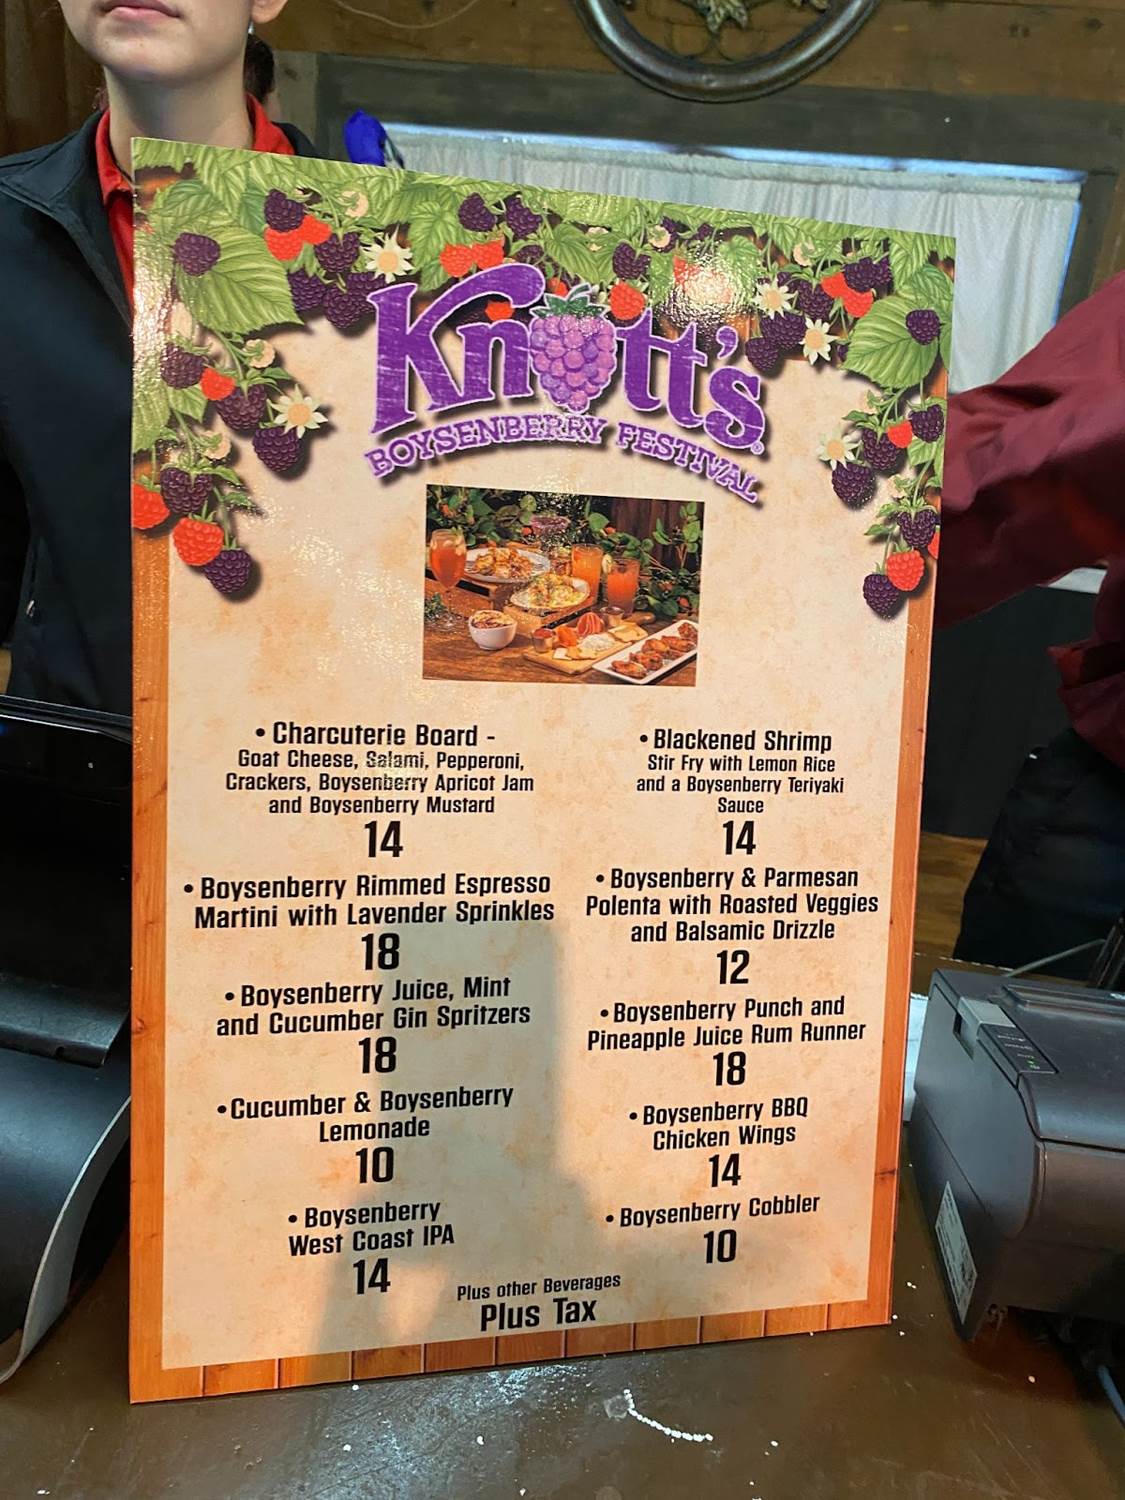 Knott's
BOYSENBERRY FESTIVAL
• Charcuterie Board -
Goat Cheese, Salami, Pepperoni,
Crackers, Boysenberry Apricot Jam
and Boysenberry Mustard
14
• Boysenberry Rimmed Espresso
Martini with Lavender Sprinkles
18
• Boysenberry Juice, Mint
and Cucumber Gin Spritzers
18
• Cucumber & Boysenberry
Lemonade
10
• Boysenberry
West Coast IPA
14
• Blackened Shrimp
Stir Fry with Lemon Rice
and a Boysenberry Teriyaki
Sauce
14
• Boysenberry & Parmesan
Polenta with Roasted Veggies
and Balsamic Drizzle
12
• Boysenberry Punch and
Pineapple Juice Rum Runner
18
• Boysenberry BBQ
Chicken Wings
14
• Boysenberry Cobbler
10
Plus other Beverages
Plus Tax